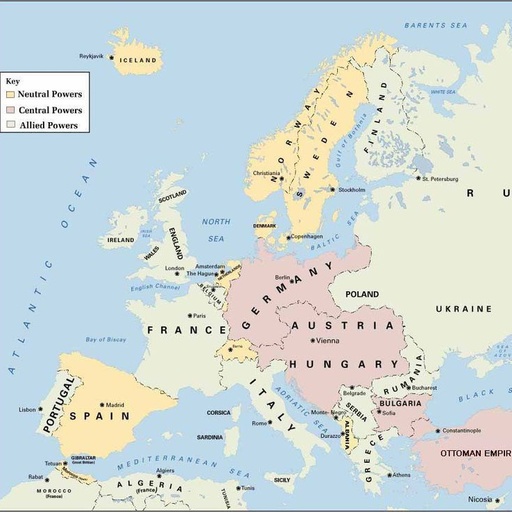 BARENTS SEA
Reykjavik
ICELAND
Key
Neutral Powers
Central Powers
Allied Powers
WHITE SEA
NORWAY
SWEDEN
FINLAND
Gulf of Bothnia
Christiania
Stockholm
St. Petersburg
RU
ATLANTIC OCEAN
SCOTLAND
NORTH
SEA
IRELAND
IRISH
SEA
WALES
ENGLAND
London
DENMARK
Copenhagen
BALTIC SEA
Amsterdam
The Hague
NETHERLANDS
English Channel
BELGIUM
Berlin
GERMANY
POLAND
UKRAINE
Paris
FRANCE
AUSTRIA
Vienna
HUNGARY
Bay of Biscay
Berne
SEA
OF
AZOV
RUMANIA
Bucharest
Belgrade
BLACK S
PORTUGAL
Lisbon
Madrid
SPAIN
CORSICA
SARDINIA
ITALY
Rome
ADRIATIC SEA
Monte-Negro
SERBIA
BULGARIA
Sofia
Durazzo
ALBANIA
GREECE
Constantinople
OTTOMAN EMPIR
Athens
GIBRALTAR
(Great Britain)
Tetuan
Rabat
MOROCCO
(France)
MEDITERRANEAN SEA
Algiers
ALGERIA
(France)
Tunis
TUNISIA
SICILY
Nicosia